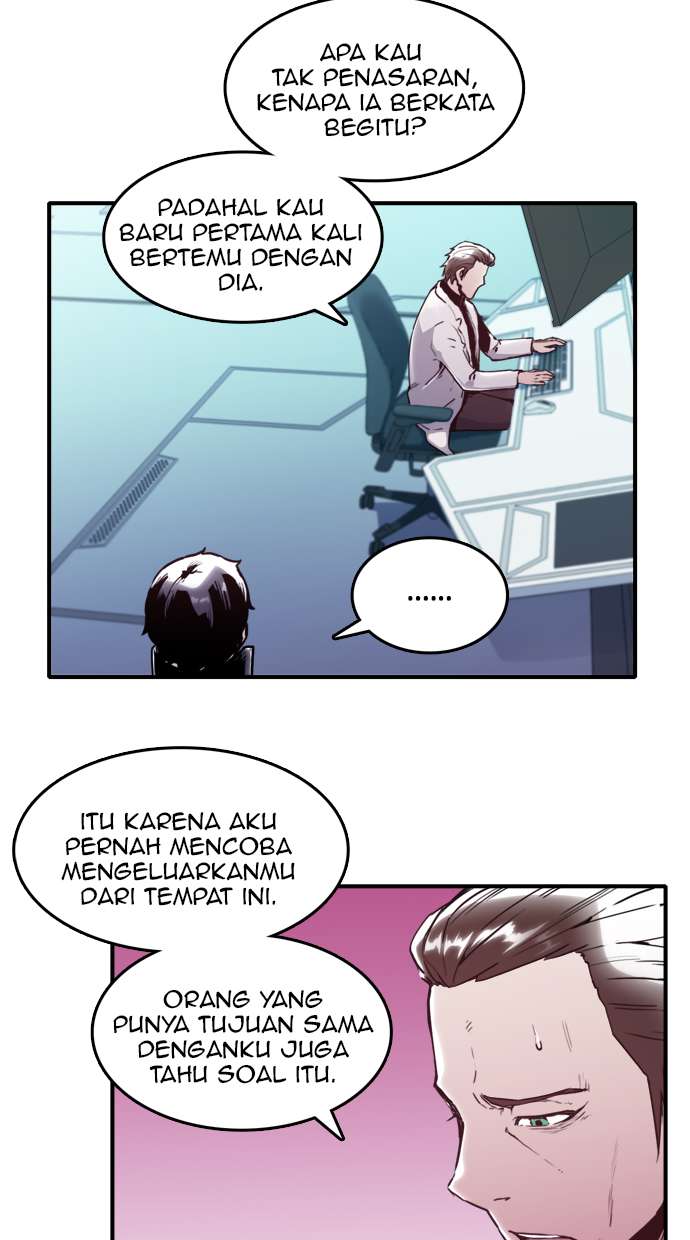 APA KAU
TAK PENASARAN,
KENAPA IA BERKATA
BEGITU?
PADAHAL KAU
BARU PERTAMA KALI
BERTEMU DENGAN
DIA.
......
ITU KARENA AKU
PERNAH MENCOBA
MENGELUARKANMU
DARI TEMPAT INI.
ORANG YANG
PUNYA TUJUAN SAMA
DENGANKU JUGA
TAHU SOAL ITU.